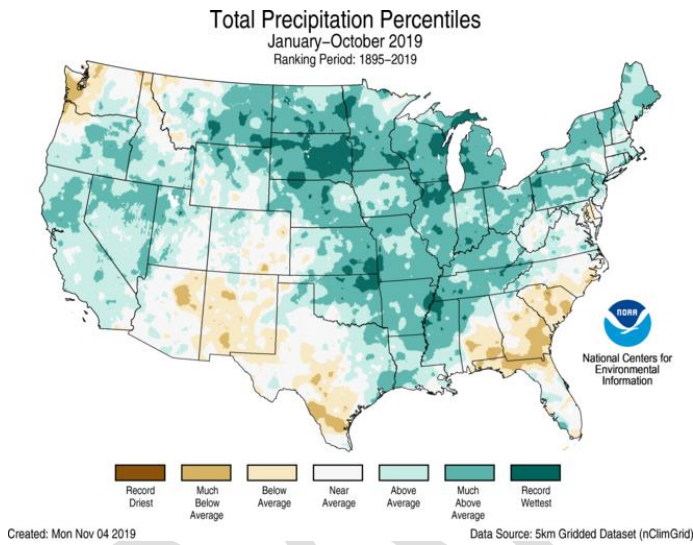 Total Precipitation Percentiles
January–October 2019
Ranking Period: 1895–2019
NOAA
National Centers for
Environmental
Information
Record
Driest
Much
Below
Average
Below
Average
Near
Average
Above
Average
Much
Above
Average
Record
Wettest
Created: Mon Nov 04 2019
Data Source: 5km Gridded Dataset (nClimGrid)